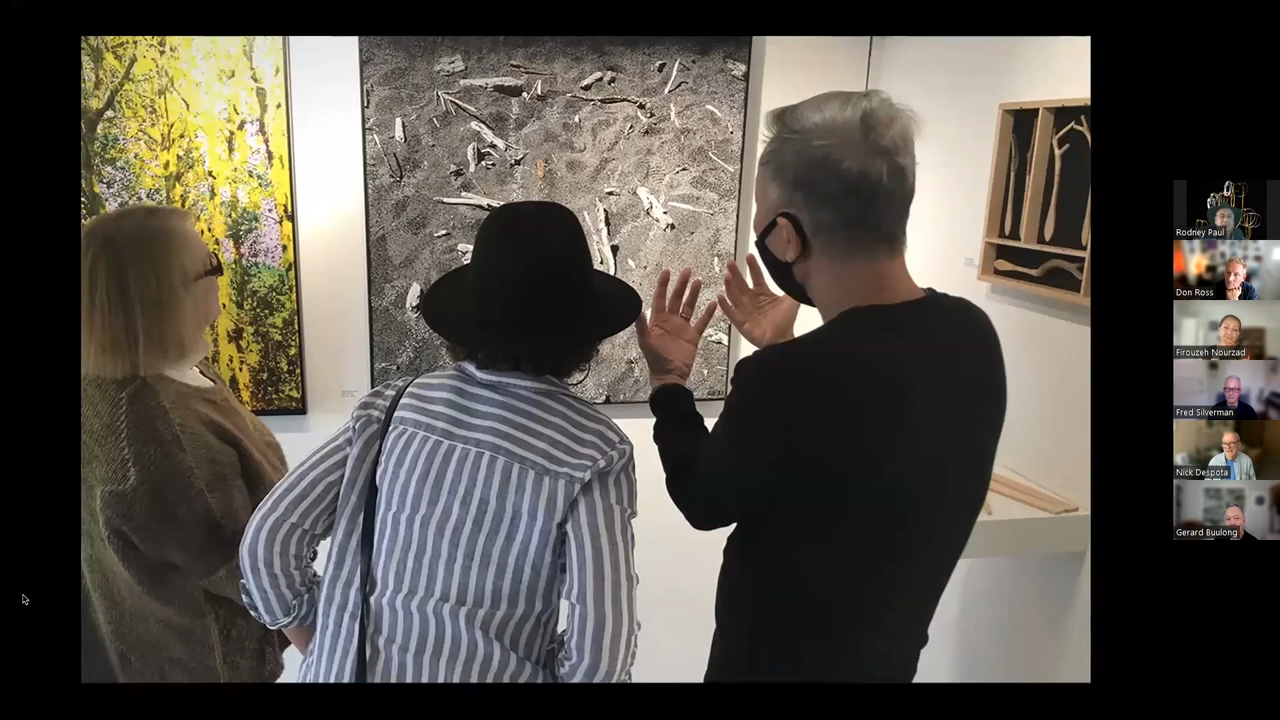 Rodney Paul
Don Ross
Firouzeh Nourzad
Fred Silverman
Nick Despota
Gerard Buulong